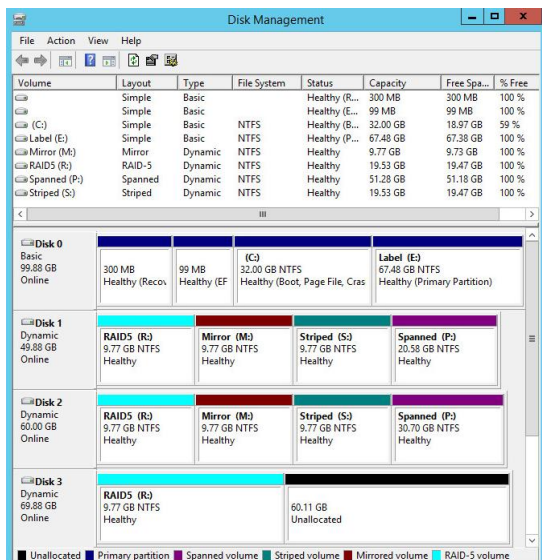 Disk Management
File Action View Help
Volume Layout Type File System Status Capacity Free Spa... % Free
Simple Basic Healthy (R... 300 MB 300 MB 100 %
Simple Basic Healthy (E... 99 MB 99 MB 100 %
(C:) Simple Basic NTFS Healthy (B... 32.00 GB 18.97 GB 59 %
Label (E:) Simple Basic NTFS Healthy (P... 67.48 GB 67.38 GB 100 %
Mirror (M:) Mirror Dynamic NTFS Healthy 9.77 GB 9.73 GB 100 %
RAID5 (R:) RAID-5 Dynamic NTFS Healthy 19.53 GB 19.47 GB 100 %
Spanned (P:) Spanned Dynamic NTFS Healthy 51.28 GB 51.18 GB 100 %
Striped (S:) Striped Dynamic NTFS Healthy 19.53 GB 19.47 GB 100 %
Disk 0
Basic
99.88 GB
Online
300 MB
Healthy (Recov
99 MB
Healthy (EF
(C:)
32.00 GB NTFS
Healthy (Boot, Page File, Cras
Label (E:)
67.48 GB NTFS
Healthy (Primary Partition)
Disk 1
Dynamic
49.88 GB
Online
RAID5 (R:)
9.77 GB NTFS
Healthy
Mirror (M:)
9.77 GB NTFS
Healthy
Striped (S:)
9.77 GB NTFS
Healthy
Spanned (P:)
20.58 GB NTFS
Healthy
Disk 2
Dynamic
60.00 GB
Online
RAID5 (R:)
9.77 GB NTFS
Healthy
Mirror (M:)
9.77 GB NTFS
Healthy
Striped (S:)
9.77 GB NTFS
Healthy
Spanned (P:)
30.70 GB NTFS
Healthy
Disk 3
Dynamic
69.88 GB
Online
RAID5 (R:)
9.77 GB NTFS
Healthy
60.11 GB
Unallocated
Unallocated Primary partition Spanned volume Striped volume Mirrored volume RAID-5 volume